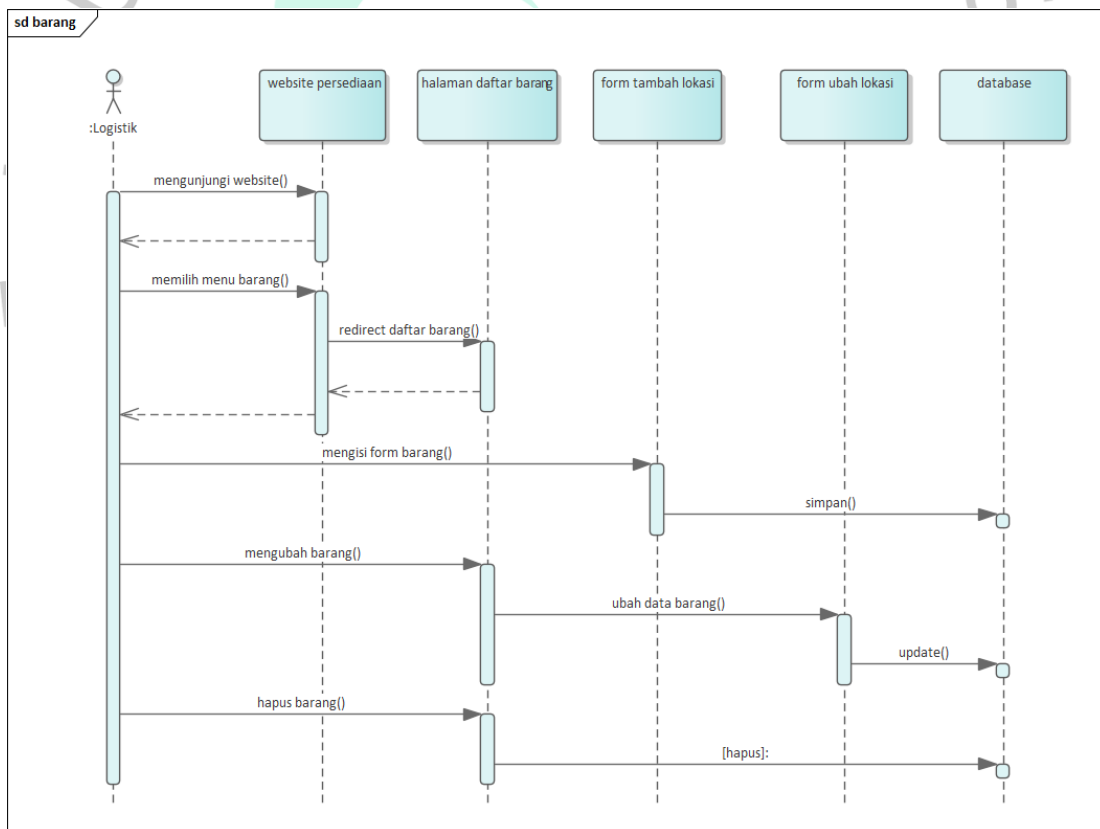 sd barang
:Logistik
website persediaan
halaman daftar barang
form tambah lokasi
form ubah lokasi
database
mengunjungi website()
memilih menu barang()
redirect daftar barang()
mengisi form barang()
simpan()
mengubah barang()
ubah data barang()
update()
hapus barang()
[hapus]: